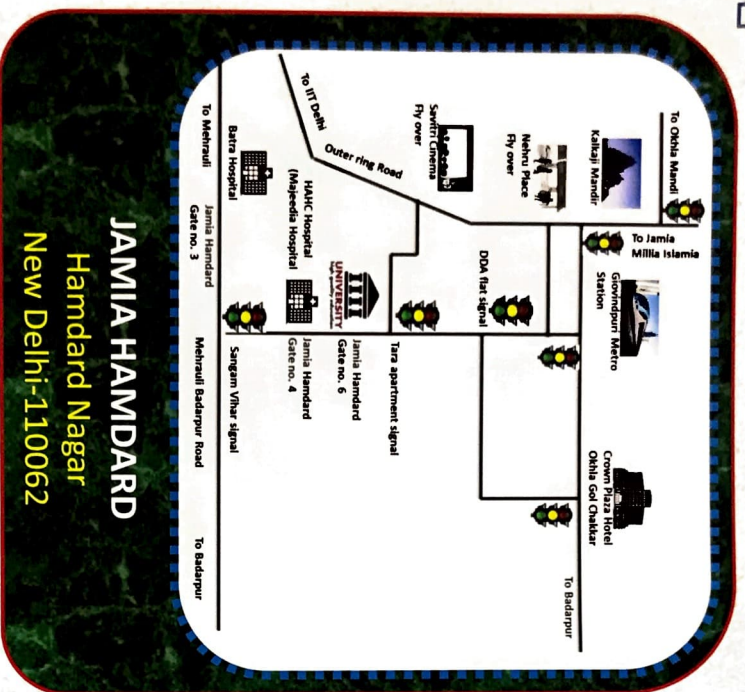 To Okhla Mandi
To Jamia
Millia Islamia
Kalkaji Mandir
Giovindpuri Metro
Station
Crown Plaza Hotel
Okhla Gol Chakkar
To Badarpur
Nehru Place
Fly over
DDA flat signal
Savitri Cinema
Fly over
Outer ring Road
To IIT Delhi
Tara apartment signal
UNIVERSITY
Jamia Hamdard
Gate no. 6
HAHC Hospital
(Majeedia Hospital
Jamia Hamdard
Gate no. 4
Batra Hospital
Sangam Vihar signal
To Mehrauli
Jamia Hamdard
Gate no. 3
Mehrauli Badarpur Road
To Badarpur
JAMIA HAMDARD
Hamdard Nagar
New Delhi-110062